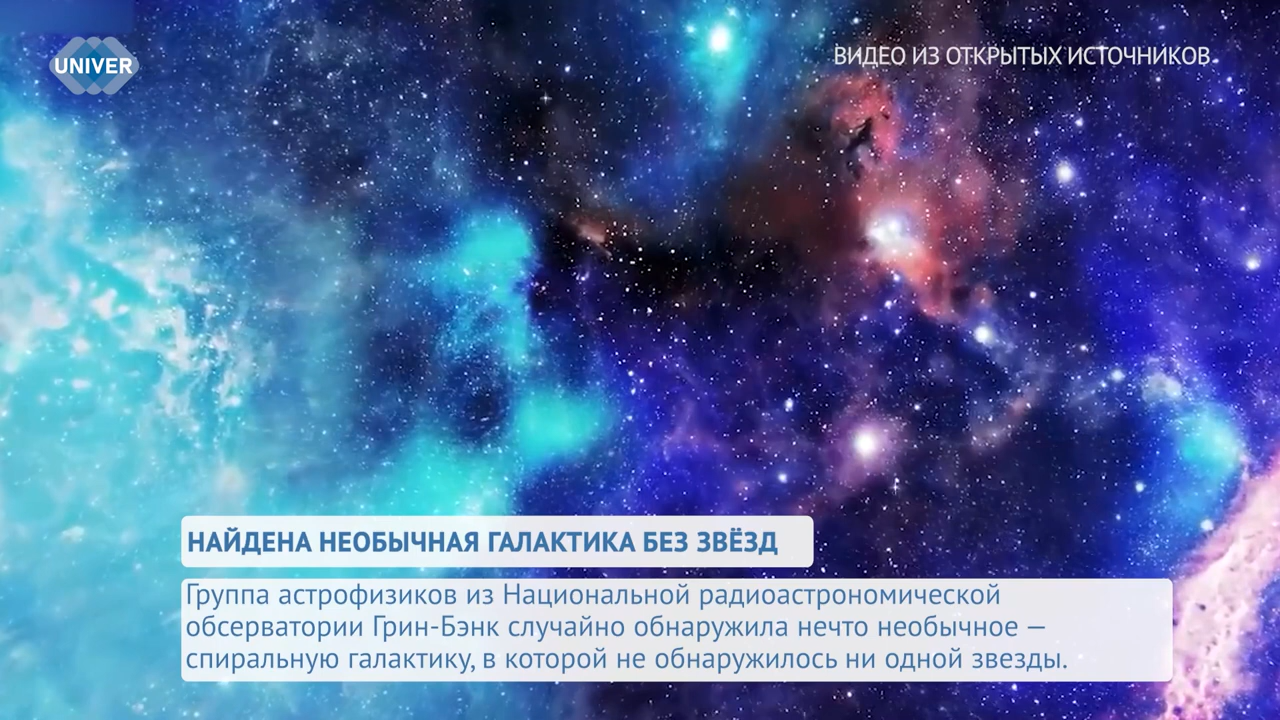 UNIVER
ВИДЕО ИЗ ОТКРЫТЫХ ИСТОЧНИКОВ
НАЙДЕНА НЕОБЫЧНАЯ ГАЛАКТИКА БЕЗ ЗВЁЗД
Группа астрофизиков из Национальной радиоастрономической
обсерватории Грин-Бэнк случайно обнаружила нечто необычное —
спиральную галактику, в которой не обнаружилось ни одной звезды.